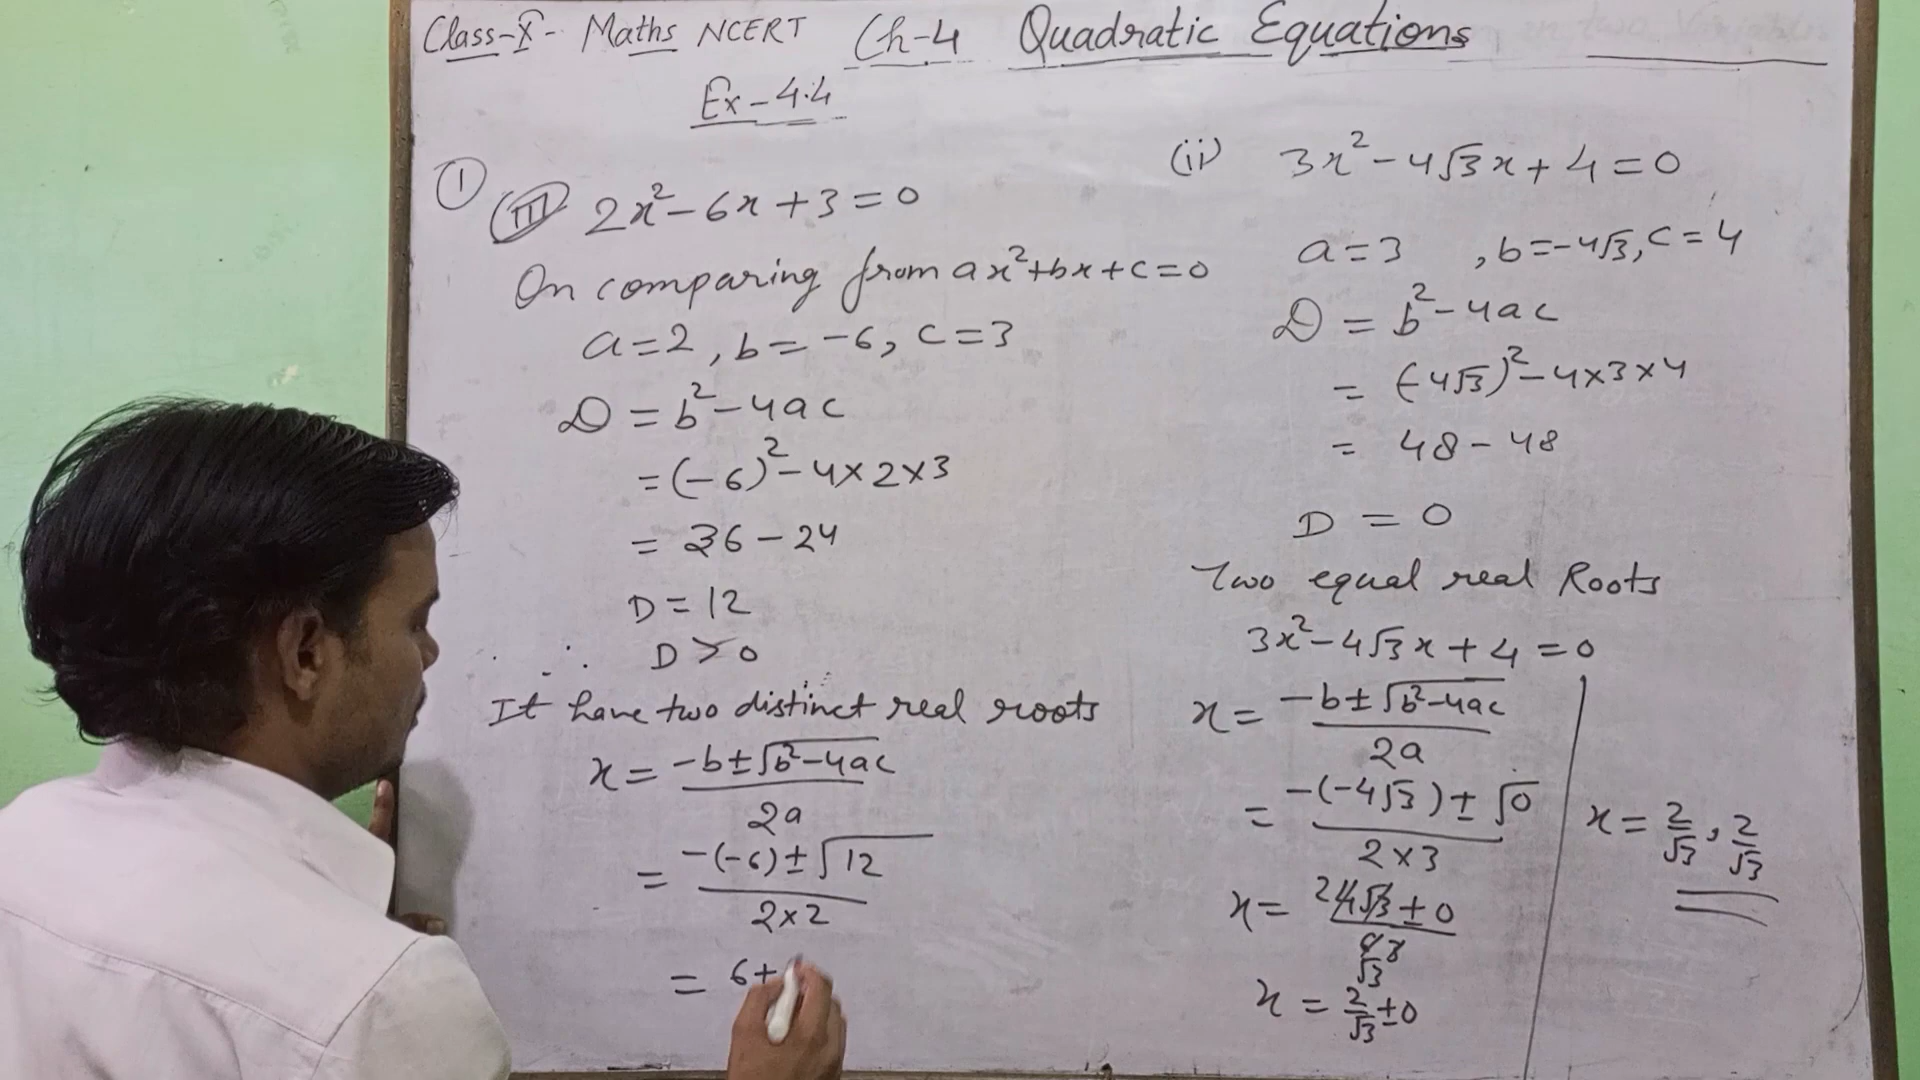 Class-X- Maths NCERT Ch-4 Quadratic Equations
Ex-4.4
① (iii) 2x²-6x+3=0
On comparing from ax²+bx+c=0
a=2, b=-6, c=3
D = b²-4ac
= (-6)²-4×2×3
= 36-24
D = 12
∴ D>0
It have two distinct real roots
x = (-b±√(b²-4ac))/2a
= (-(-6)±√12)/(2×2)
= 6+
(ii) 3x²-4√3x+4=0
a=3, b=-4√3, c=4
D = b²-4ac
= (-4√3)²-4×3×4
= 48-48
D = 0
Two equal real Roots
3x²-4√3x+4=0
x = (-b±√(b²-4ac))/2a
= (-(-4√3)±√0)/(2×3)
x = 2 (4√3±0)/6 3 √3
x = 2/√3±0
x = 2/√3, 2/√3